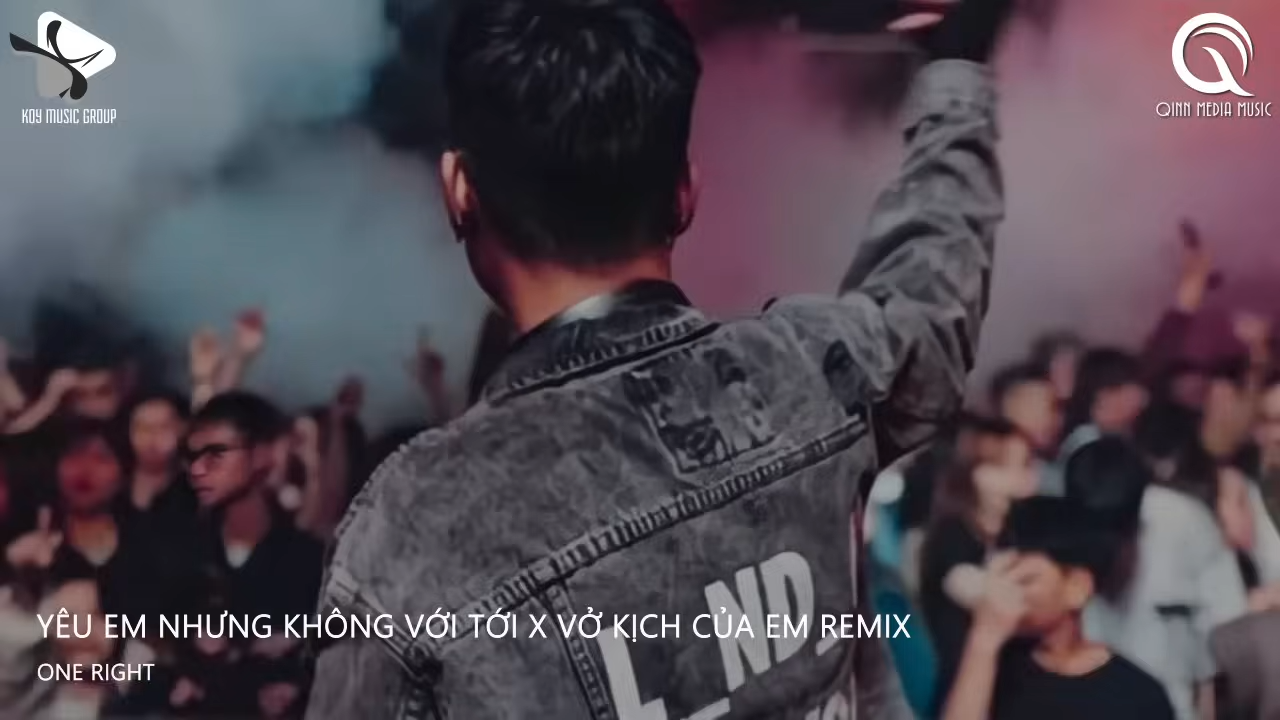 KOY MUSIC GROUP
QINN MEDIA MUSIC
L_ND_
YÊU EM NHƯNG KHÔNG VỚI TỚI X VỞ KỊCH CỦA EM REMIX
ONE RIGHT